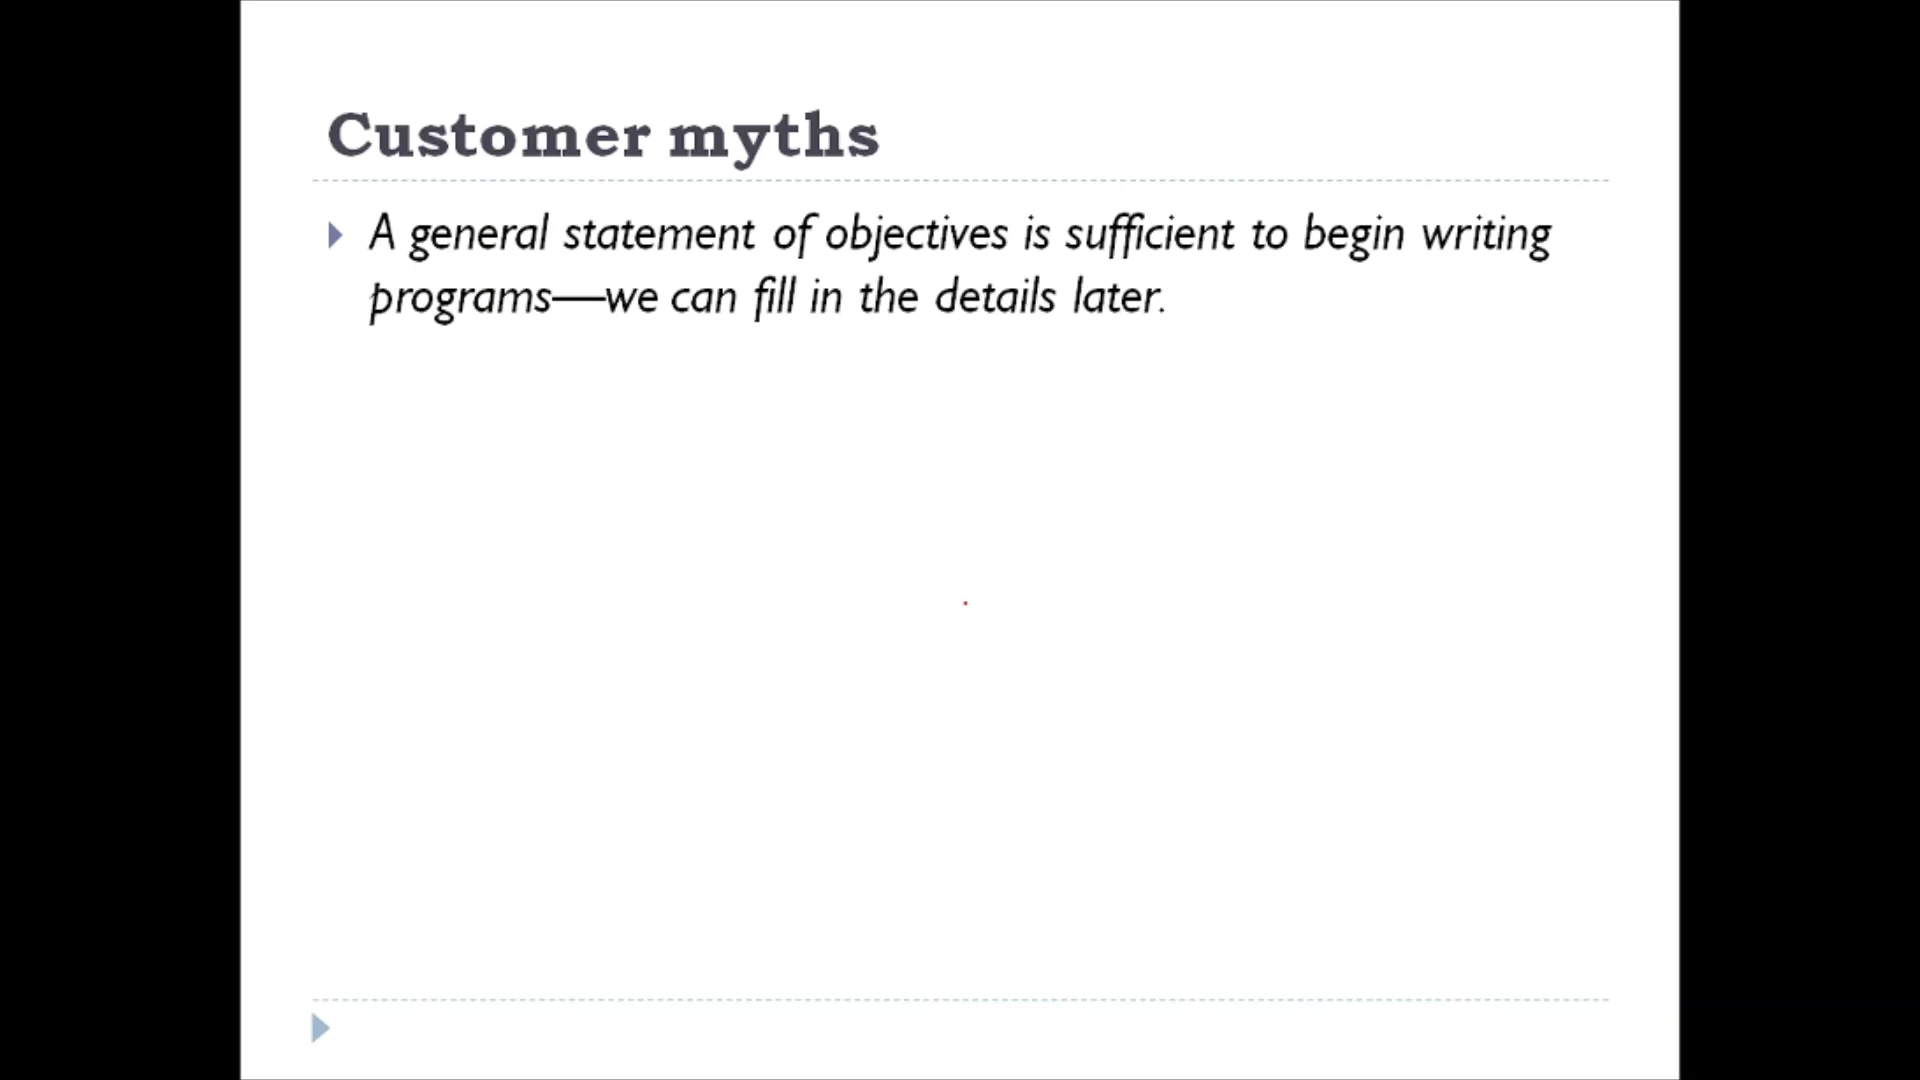 Customer myths
A general statement of objectives is sufficient to begin writing
programs—we can fill in the details later.